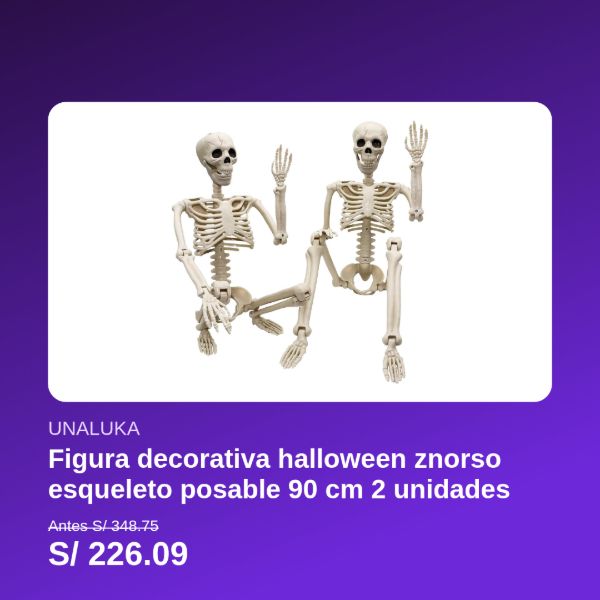 UNALUKA
Figura decorativa halloween znorso
esqueleto posable 90 cm 2 unidades
Antes S/ 348.75
S/ 226.09